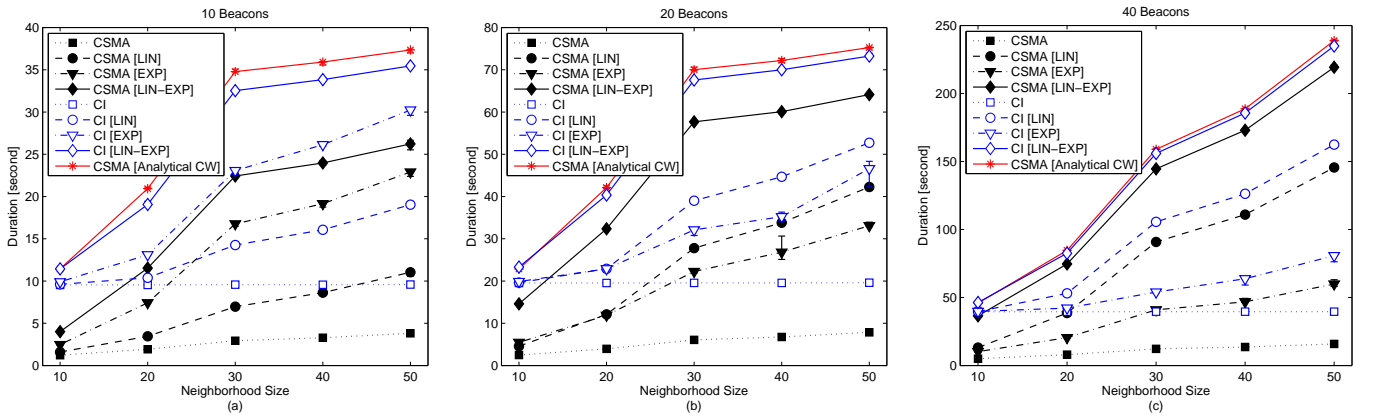 10 Beacons
40
35
30
25
20
15
10
5
0
Duration [second]
CSMA
CSMA [LIN]
CSMA [EXP]
CSMA [LIN−EXP]
CI
CI [LIN]
CI [EXP]
CI [LIN−EXP]
CSMA [Analytical CW]
10 20 30 40 50
Neighborhood Size
(a)
20 Beacons
80
70
60
50
40
30
20
10
0
Duration [second]
CSMA
CSMA [LIN]
CSMA [EXP]
CSMA [LIN−EXP]
CI
CI [LIN]
CI [EXP]
CI [LIN−EXP]
CSMA [Analytical CW]
10 20 30 40 50
Neighborhood Size
(b)
40 Beacons
250
200
150
100
50
0
Duration [second]
CSMA
CSMA [LIN]
CSMA [EXP]
CSMA [LIN−EXP]
CI
CI [LIN]
CI [EXP]
CI [LIN−EXP]
CSMA [Analytical CW]
10 20 30 40 50
Neighborhood Size
(c)